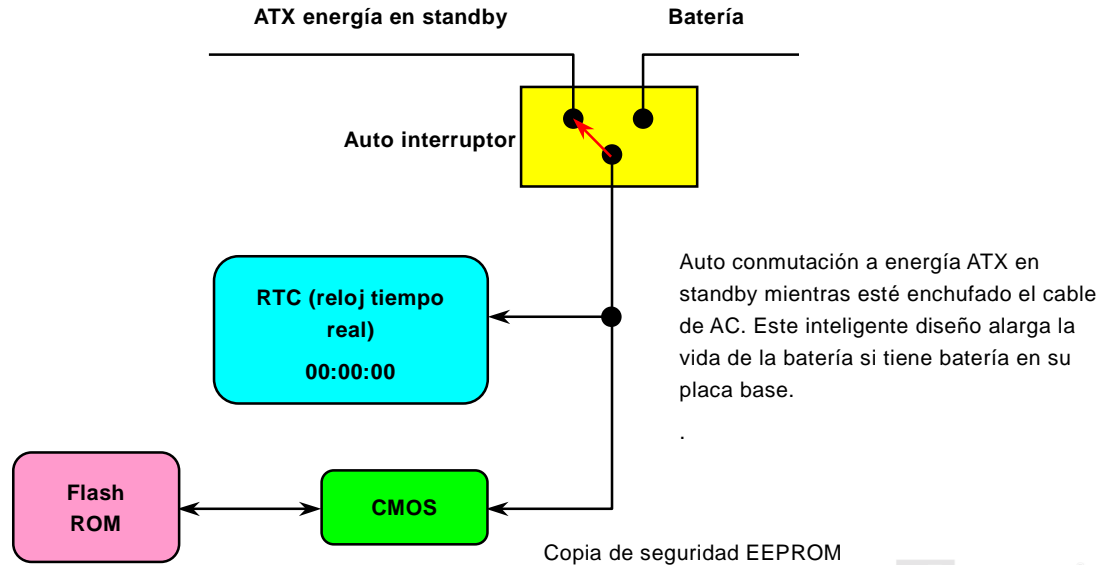 ATX energía en standby
Batería
Auto interruptor
RTC (reloj tiempo
real)
00:00:00
Auto conmutación a energía ATX en
standby mientras esté enchufado el cable
de AC. Este inteligente diseño alarga la
vida de la batería si tiene batería en su
placa base.
.
Flash
ROM
CMOS
Copia de seguridad EEPROM